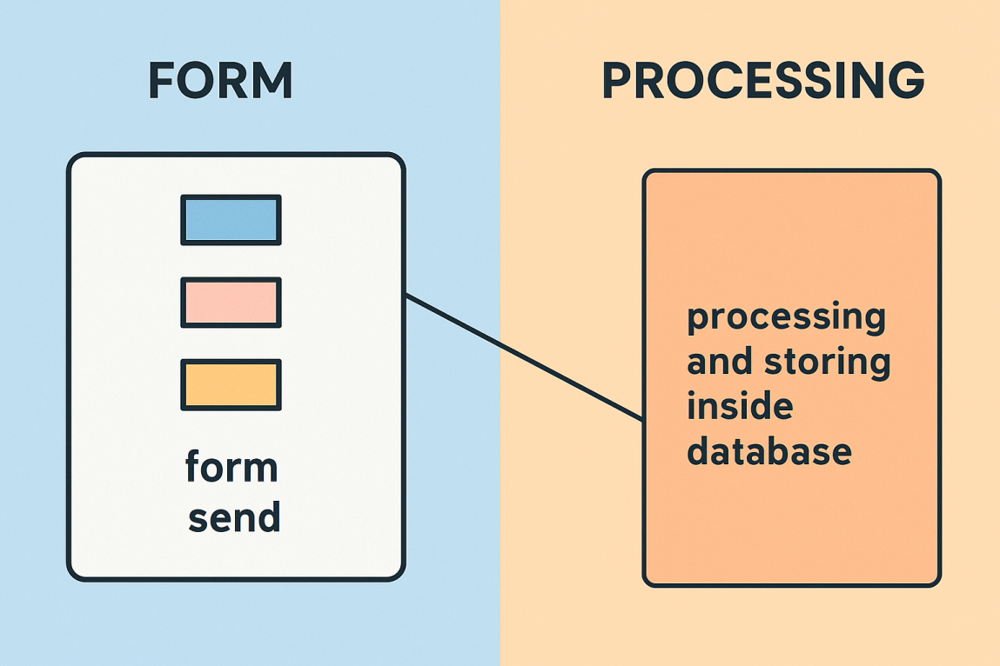 FORM
form
send
PROCESSING
processing
and storing
inside
database